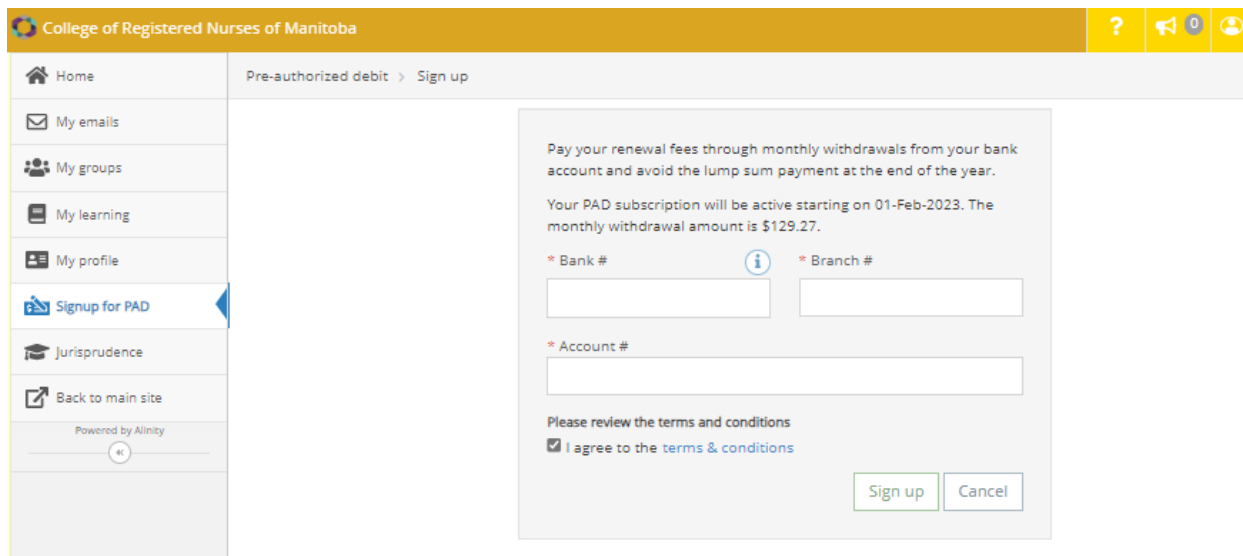 College of Registered Nurses of Manitoba
? 0
Home
My emails
My groups
My learning
My profile
Signup for PAD
Jurisprudence
Back to main site
Powered by Alinity
Pre-authorized debit > Sign up
Pay your renewal fees through monthly withdrawals from your bank
account and avoid the lump sum payment at the end of the year.
Your PAD subscription will be active starting on 01-Feb-2023. The
monthly withdrawal amount is $129.27.
* Bank # i * Branch #
* Account #
Please review the terms and conditions
I agree to the terms & conditions
Sign up Cancel